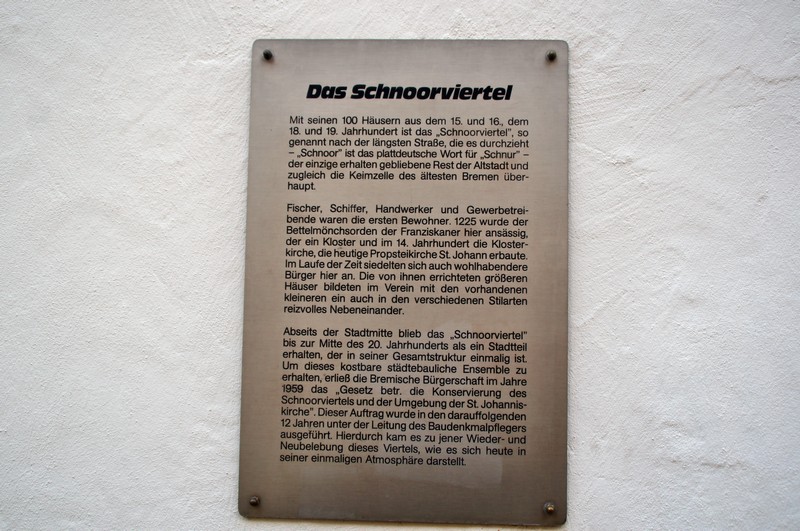 Das Schnoorviertel
Mit seinen 100 Häusern aus dem 15. und 16., dem
18. und 19. Jahrhundert ist das „Schnoorviertel", so
genannt nach der längsten Straße, die es durchzieht
– „Schnoor" ist das plattdeutsche Wort für „Schnur" –
der einzige erhalten gebliebene Rest der Altstadt und
zugleich die Keimzelle des ältesten Bremen über-
haupt.
Fischer, Schiffer, Handwerker und Gewerbetrei-
bende waren die ersten Bewohner. 1225 wurde der
Bettelmönchsorden der Franziskaner hier ansässig,
der ein Kloster und im 14. Jahrhundert die Kloster-
kirche, die heutige Propsteikirche St. Johann erbaute.
Im Laufe der Zeit siedelten sich auch wohlhabendere
Bürger hier an. Die von ihnen errichteten größeren
Häuser bildeten im Verein mit den vorhandenen
kleineren ein auch in den verschiedenen Stilarten
reizvolles Nebeneinander.
Abseits der Stadtmitte blieb das „Schnoorviertel"
bis zur Mitte des 20. Jahrhunderts als ein Stadtteil
erhalten, der in seiner Gesamtstruktur einmalig ist.
Um dieses kostbare städtebauliche Ensemble zu
erhalten, erließ die Bremische Bürgerschaft im Jahre
1959 das „Gesetz betr. die Konservierung des
Schnoorviertels und der Umgebung der St. Johannis-
kirche". Dieser Auftrag wurde in den darauffolgenden
12 Jahren unter der Leitung des Baudenkmalpflegers
ausgeführt. Hierdurch kam es zu jener Wieder- und
Neubelebung dieses Viertels, wie es sich heute in
seiner einmaligen Atmosphäre darstellt.